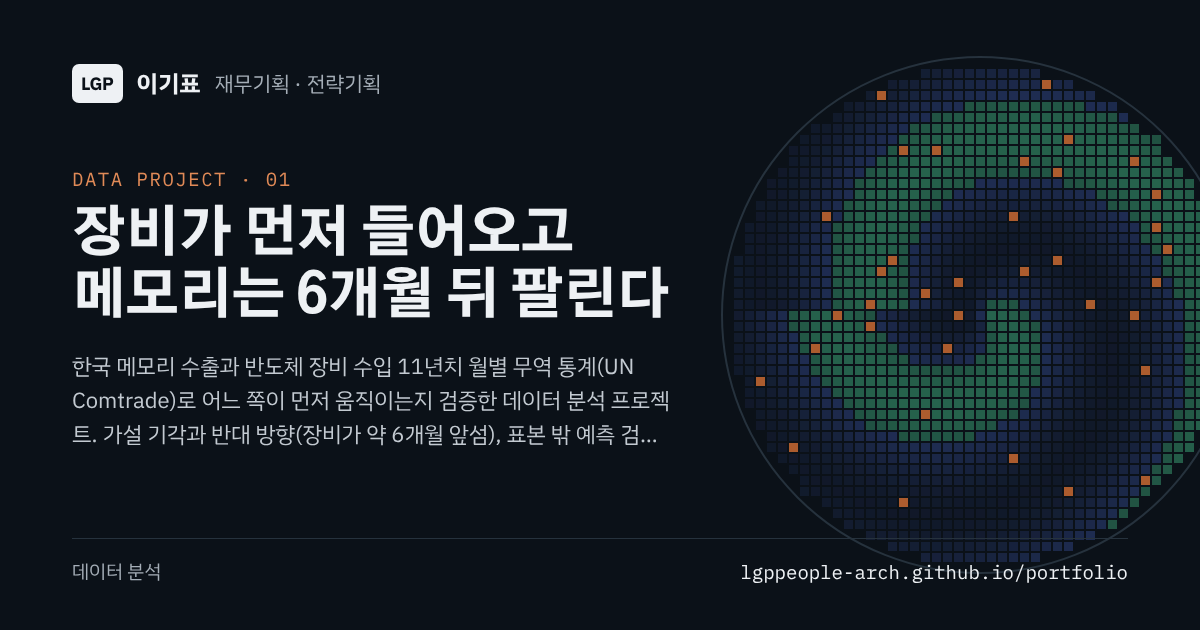 LGP 이기표 재무기획 · 전략기획
DATA PROJECT · 01
장비가 먼저 들어오고
메모리는 6개월 뒤 팔린다
한국 메모리 수출과 반도체 장비 수입 11년치 월별 무역 통계(UN
Comtrade)로 어느 쪽이 먼저 움직이는지 검증한 데이터 분석 프로젝
트. 가설 기각과 반대 방향(장비가 약 6개월 앞섬), 표본 밖 예측 검...
데이터 분석
lgppeople-arch.github.io/portfolio